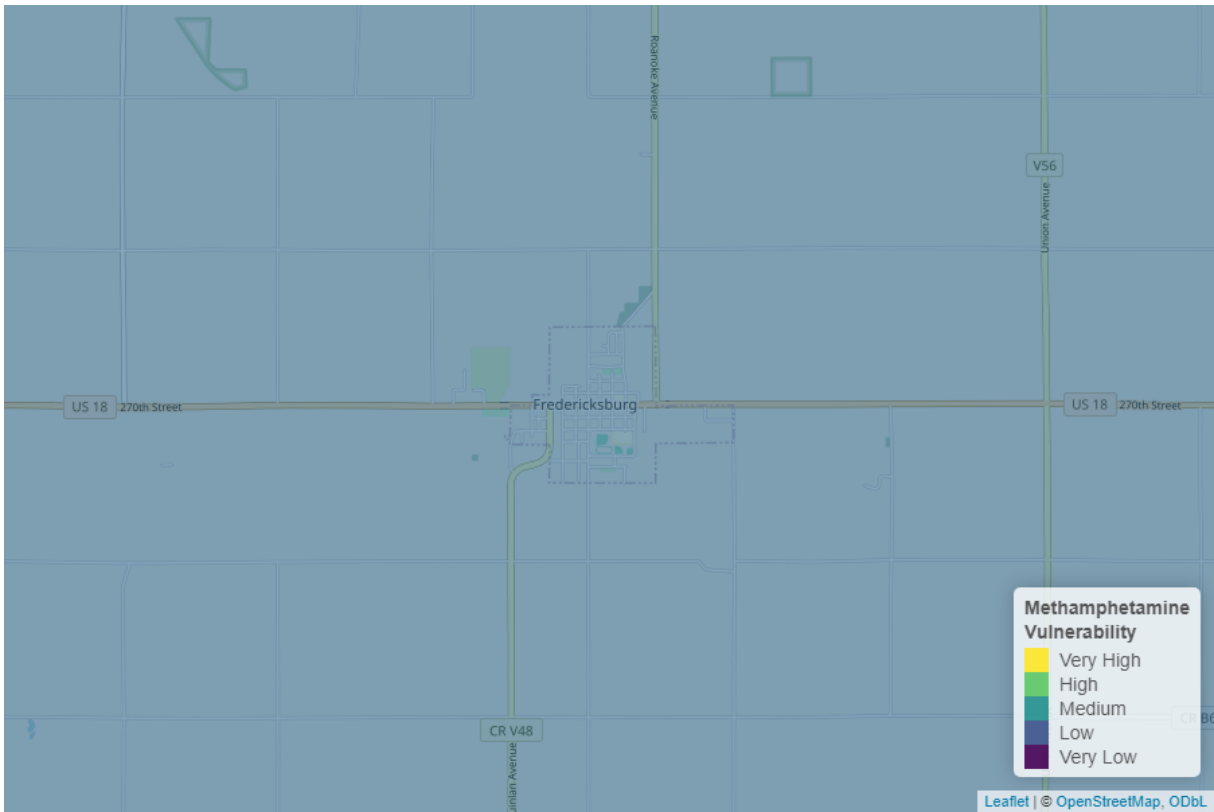 Roanoke Avenue
V56
Union Avenue
US 18 270th Street
Fredericksburg
US 18 270th Street
CR V48
Methamphetamine
Vulnerability
Very High
High
Medium
Low
Very Low
Leaflet | © OpenStreetMap, ODbL